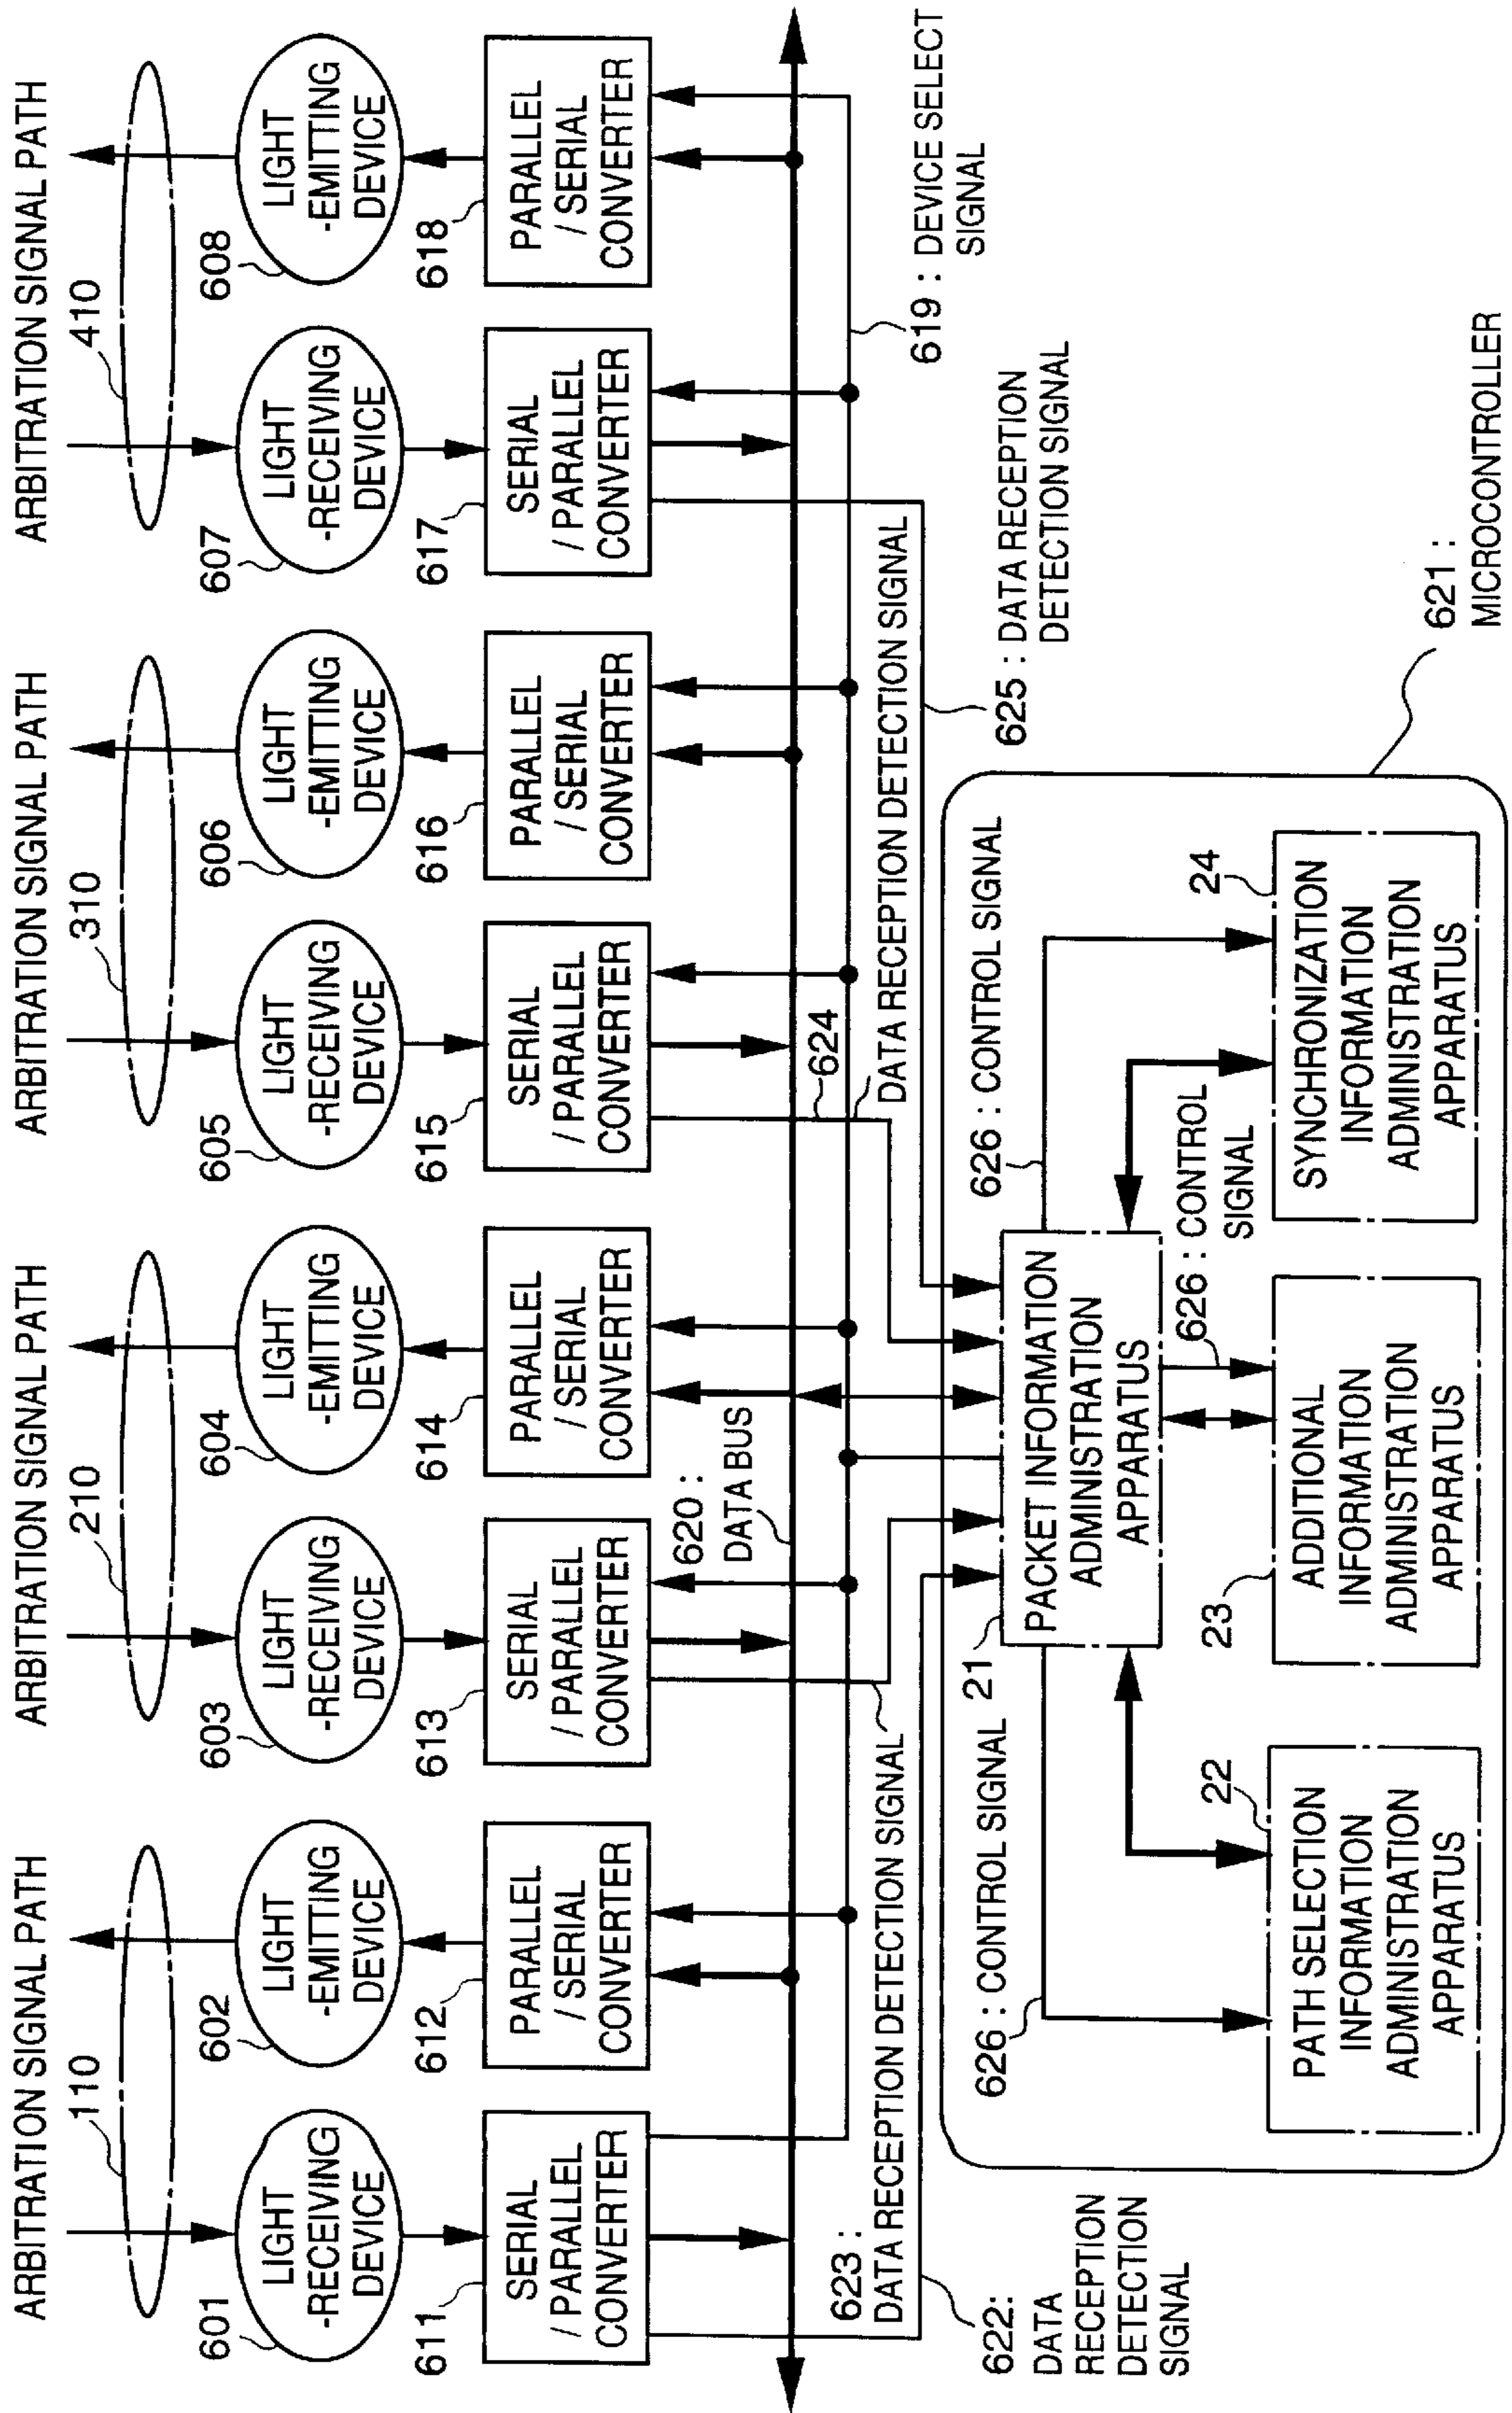 ARBITRATION SIGNAL PATH
ARBITRATION SIGNAL PATH
ARBITRATION SIGNAL PATH
ARBITRATION SIGNAL PATH
110
210
310
410
601
LIGHT
-RECEIVING
DEVICE
602
LIGHT
-EMITTING
DEVICE
603
LIGHT
-RECEIVING
DEVICE
604
LIGHT
-EMITTING
DEVICE
605
LIGHT
-RECEIVING
DEVICE
606
LIGHT
-EMITTING
DEVICE
607
LIGHT
-RECEIVING
DEVICE
608
LIGHT
-EMITTING
DEVICE
611
SERIAL
/ PARALLEL
CONVERTER
612
PARALLEL
/ SERIAL
CONVERTER
613
SERIAL
/ PARALLEL
CONVERTER
614
PARALLEL
/ SERIAL
CONVERTER
615
SERIAL
/ PARALLEL
CONVERTER
616
PARALLEL
/ SERIAL
CONVERTER
617
SERIAL
/ PARALLEL
CONVERTER
618
PARALLEL
/ SERIAL
CONVERTER
620 :
DATA BUS
624
DATA RECEPTION DETECTION SIGNAL
619 : DEVICE SELECT
SIGNAL
623 :
DATA RECEPTION DETECTION SIGNAL
625 : DATA RECEPTION
DETECTION SIGNAL
622:
DATA
RECEPTION
DETECTION
SIGNAL
626 : CONTROL SIGNAL
21
PACKET INFORMATION
ADMINISTRATION
APPARATUS
626 : CONTROL SIGNAL
626 : CONTROL
SIGNAL
22
PATH SELECTION
INFORMATION
ADMINISTRATION
APPARATUS
23
ADDITIONAL
INFORMATION
ADMINISTRATION
APPARATUS
24
SYNCHRONIZATION
INFORMATION
ADMINISTRATION
APPARATUS
621 :
MICROCONTROLLER